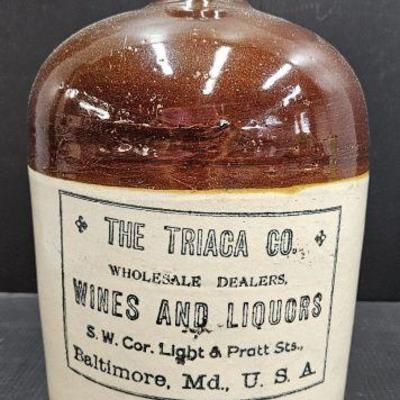 THE TRIACA CO.
WHOLESALE DEALERS,
WINES AND LIQUORS
S. W. Cor. Light & Pratt Sts.,
Baltimore, Md., U. S. A.